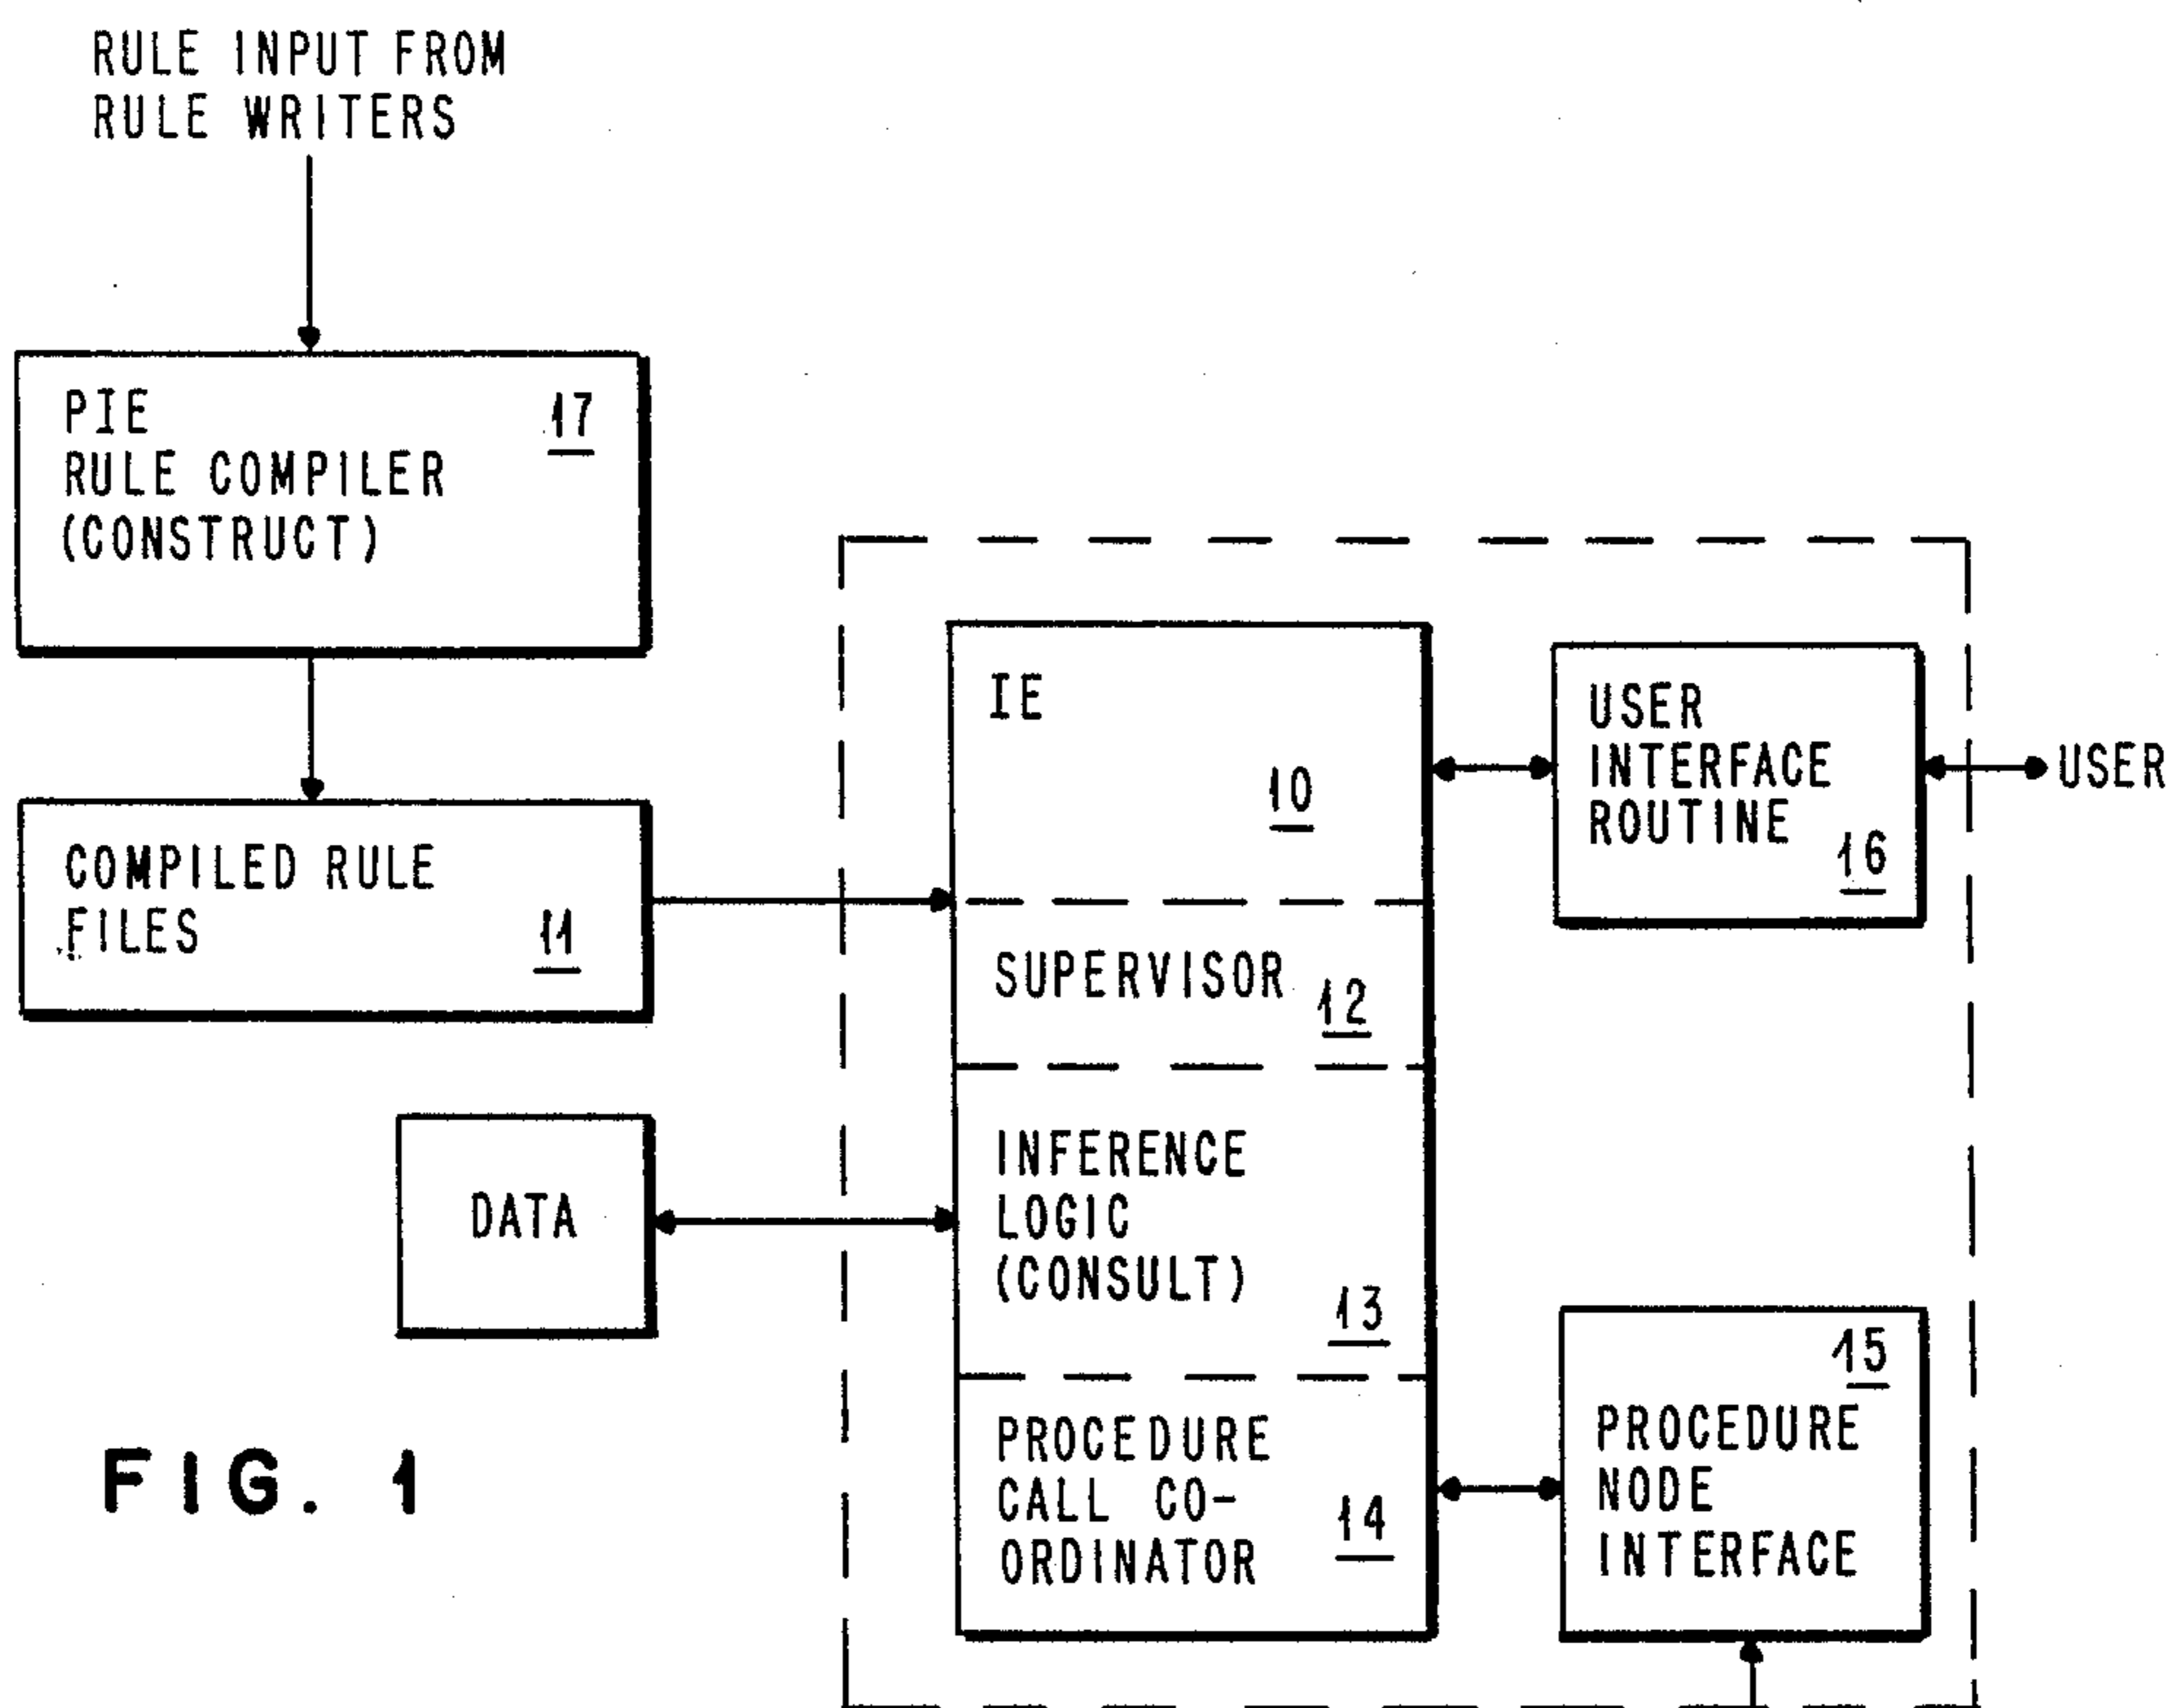 RULE INPUT FROM
RULE WRITERS
PIE
17
RULE COMPILER
(CONSTRUCT)
COMPILED RULE
FILES
11
DATA
IE
10
SUPERVISOR
12
INFERENCE
LOGIC
(CONSULT)
13
PROCEDURE
CALL CO-
ORDINATOR
14
USER
INTERFACE
ROUTINE
16
USER
15
PROCEDURE
NODE
INTERFACE
FIG. 1